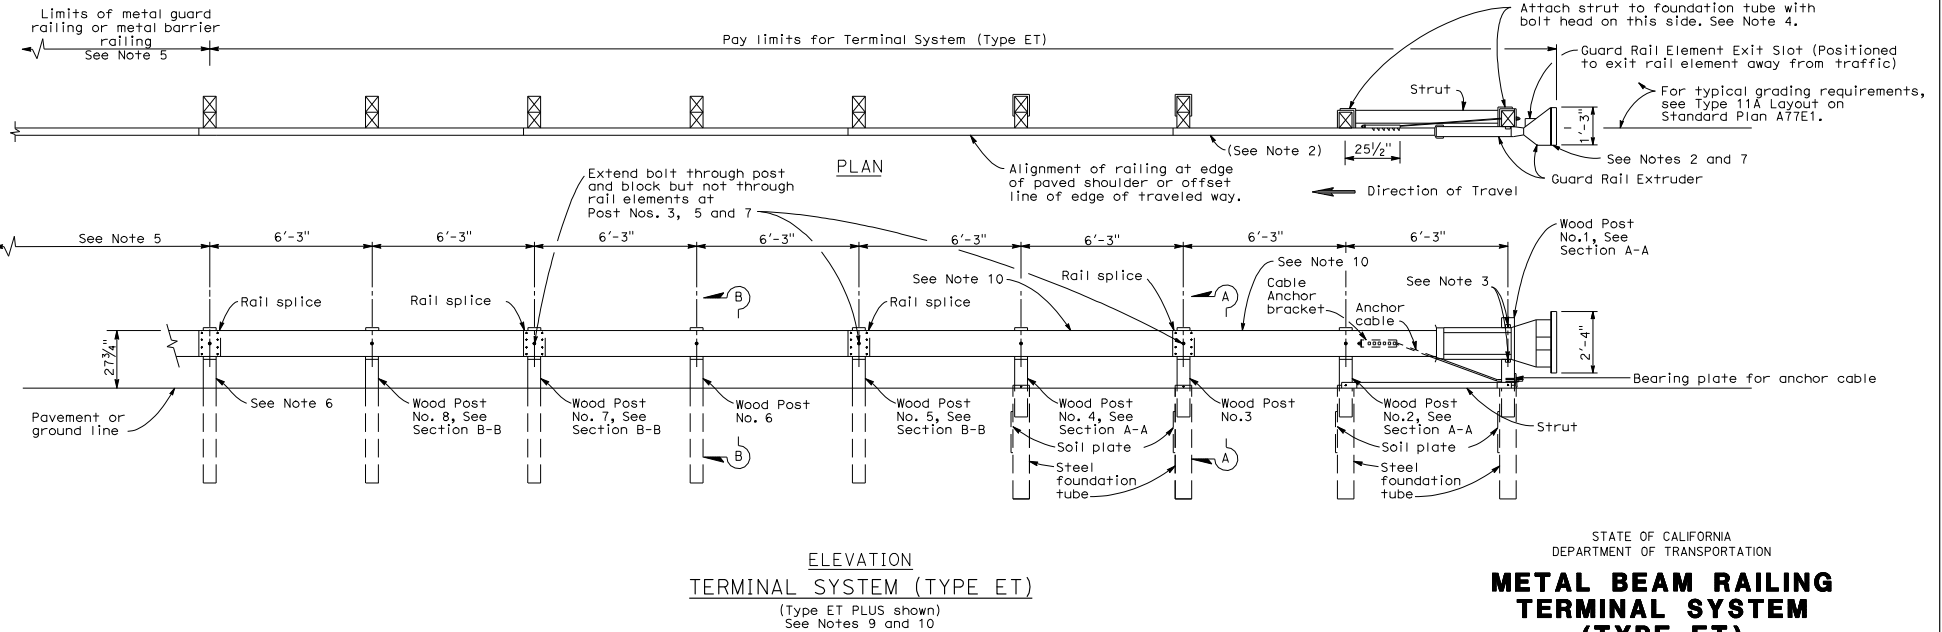 Limits of metal guard
railing or metal barrier
railing
See Note 5
Pay limits for Terminal System (Type ET)
Attach strut to foundation tube with
bolt head on this side. See Note 4.
Guard Rail Element Exit Slot (Positioned
to exit rail element away from traffic)
Strut
For typical grading requirements,
see Type 11A Layout on
Standard Plan A77E1.
1'-3"
(See Note 2)
25½"
See Notes 2 and 7
Guard Rail Extruder
PLAN
Alignment of railing at edge
of paved shoulder or offset
line of edge of traveled way.
Direction of Travel
Extend bolt through post
and block but not through
rail elements at
Post Nos. 3, 5 and 7
See Note 5
6'-3"
6'-3"
6'-3"
6'-3"
6'-3"
6'-3"
6'-3"
6'-3"
Wood Post
No.1, See
Section A-A
Rail splice
Rail splice
B
Rail splice
See Note 10
Rail splice
A
See Note 10
Cable
Anchor
bracket
Anchor
cable
See Note 3
27¾"
2'-4"
Bearing plate for anchor cable
Pavement or
ground line
See Note 6
Wood Post
No. 8, See
Section B-B
Wood Post
No. 7, See
Section B-B
Wood Post
No. 6
B
Wood Post
No. 5, See
Section B-B
Wood Post
No. 4, See
Section A-A
Soil plate
Steel
foundation
tube
Wood Post
No.3
A
Wood Post
No.2, See
Section A-A
Soil plate
Steel
foundation
tube
Strut
ELEVATION
TERMINAL SYSTEM (TYPE ET)
(Type ET PLUS shown)
See Notes 9 and 10
STATE OF CALIFORNIA
DEPARTMENT OF TRANSPORTATION
METAL BEAM RAILING
TERMINAL SYSTEM
(TYPE ET)